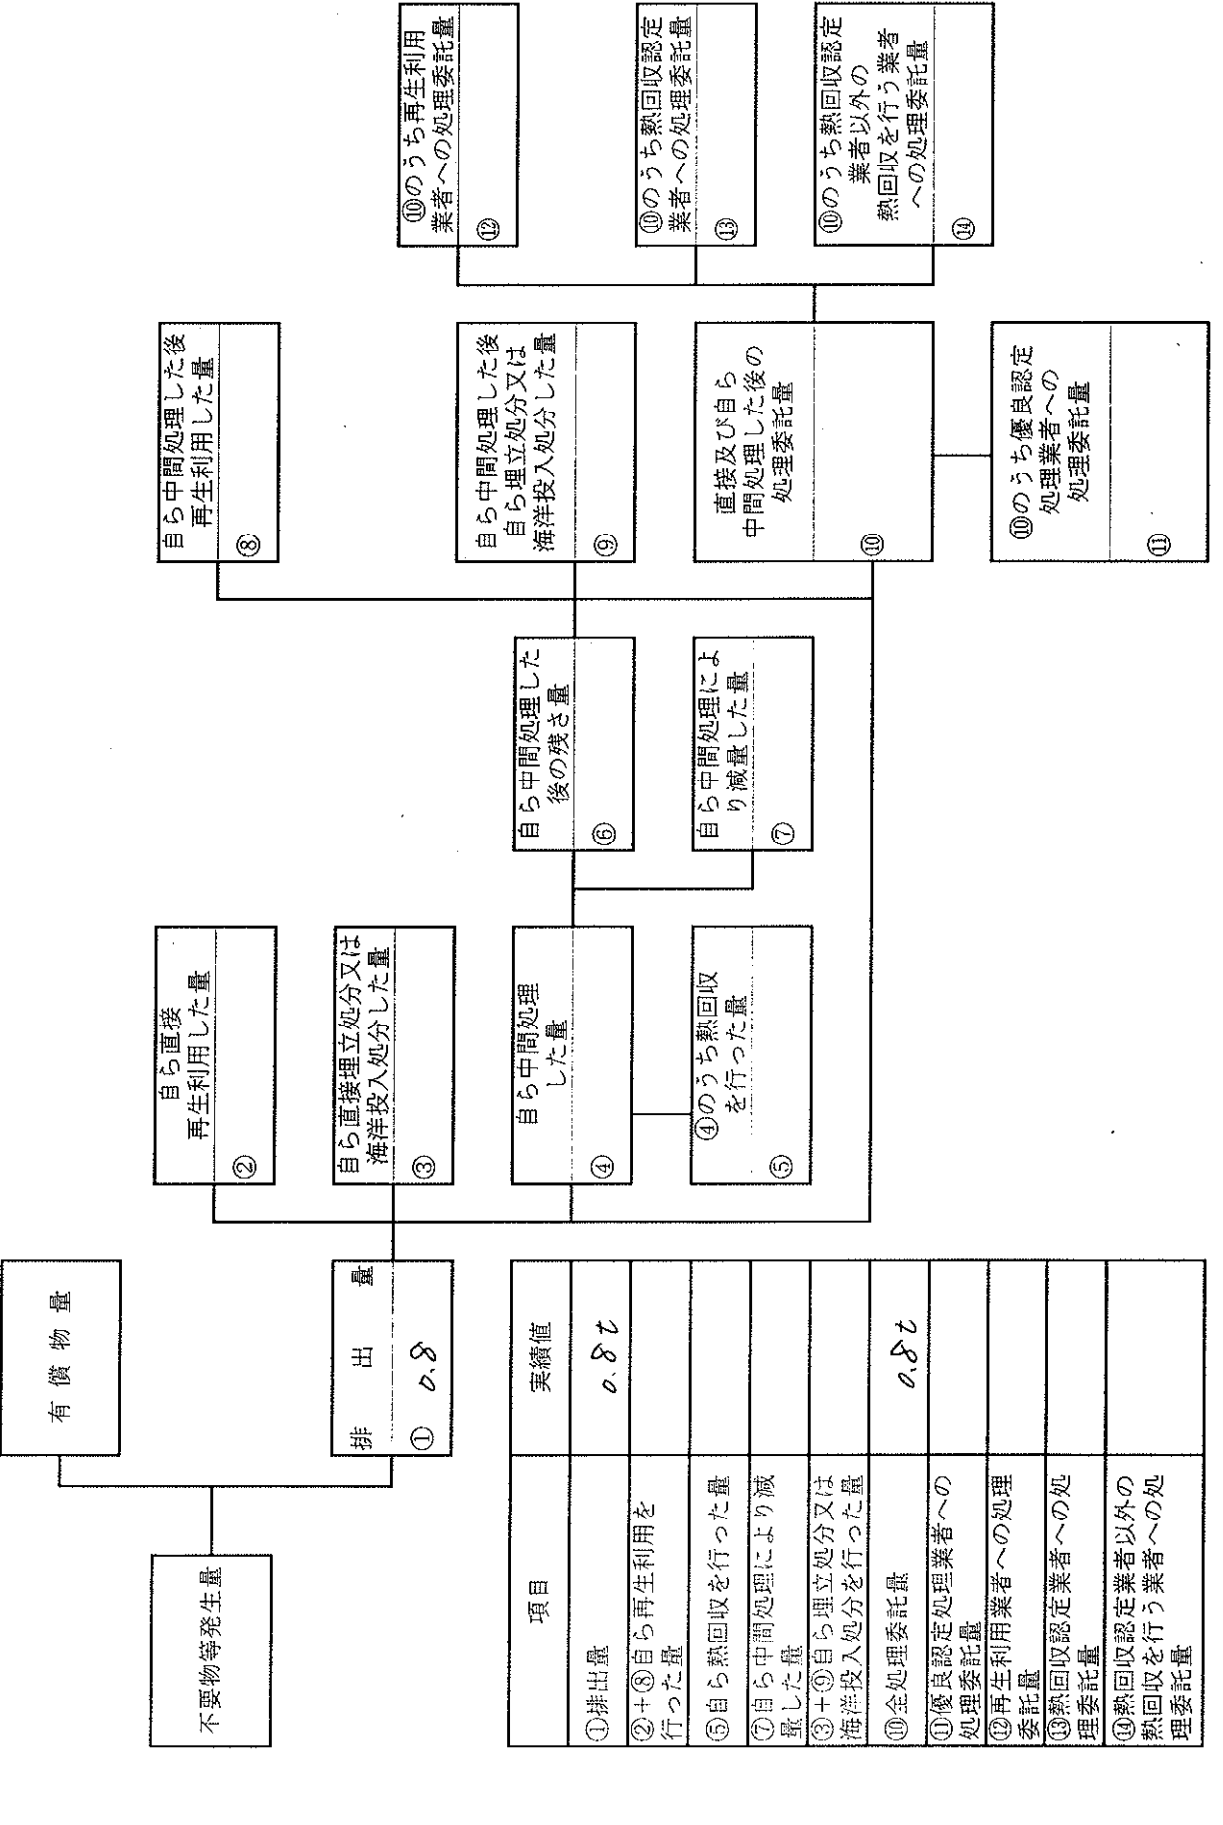 有償物量
不要物等発生量
排出量
① 0.8
自ら直接
再生利用した量
②
自ら直接埋立処分又は
海洋投入処分した量
③
自ら中間処理
した量
④
④のうち熱回収
を行った量
⑤
自ら中間処理した
後の残さ量
⑥
自ら中間処理によ
り減量した量
⑦
自ら中間処理した後
再生利用した量
⑧
自ら中間処理した後
自ら埋立処分又は
海洋投入処分した量
⑨
直接及び自ら
中間処理した後の
処理委託量
⑩
⑩のうち優良認定
処理業者への
処理委託量
⑪
⑩のうち再生利用
業者への処理委託量
⑫
⑩のうち熱回収認定
業者への処理委託量
⑬
⑩のうち熱回収認定
業者以外の
熱回収を行う業者
への処理委託量
⑭
項目 実績値
①排出量 0.8t
②+⑧自ら再生利用を
行った量
⑤自ら熱回収を行った量
⑦自ら中間処理により減
量した量
③+⑨自ら埋立処分又は
海洋投入処分を行った量
⑩全処理委託量 0.8t
⑪優良認定処理業者への
処理委託量
⑫再生利用業者への処理
委託量
⑬熱回収認定業者への処
理委託量
⑭熱回収認定業者以外の
熱回収を行う業者への処
理委託量